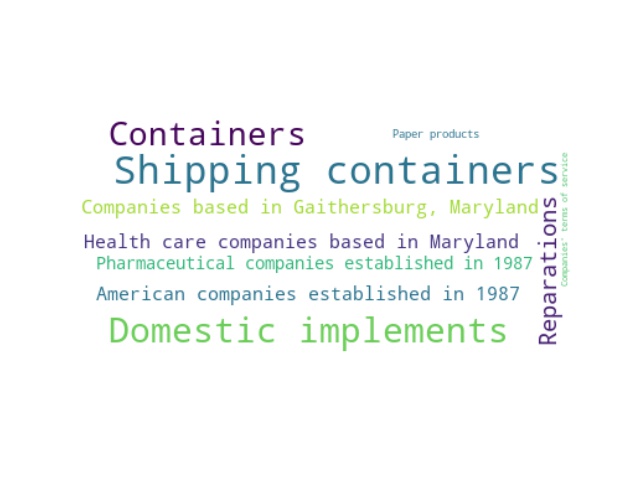 Containers
Paper products
Shipping containers
Companies based in Gaithersburg, Maryland
Health care companies based in Maryland
Pharmaceutical companies established in 1987
American companies established in 1987
Domestic implements
Reparations
Companies' terms of service